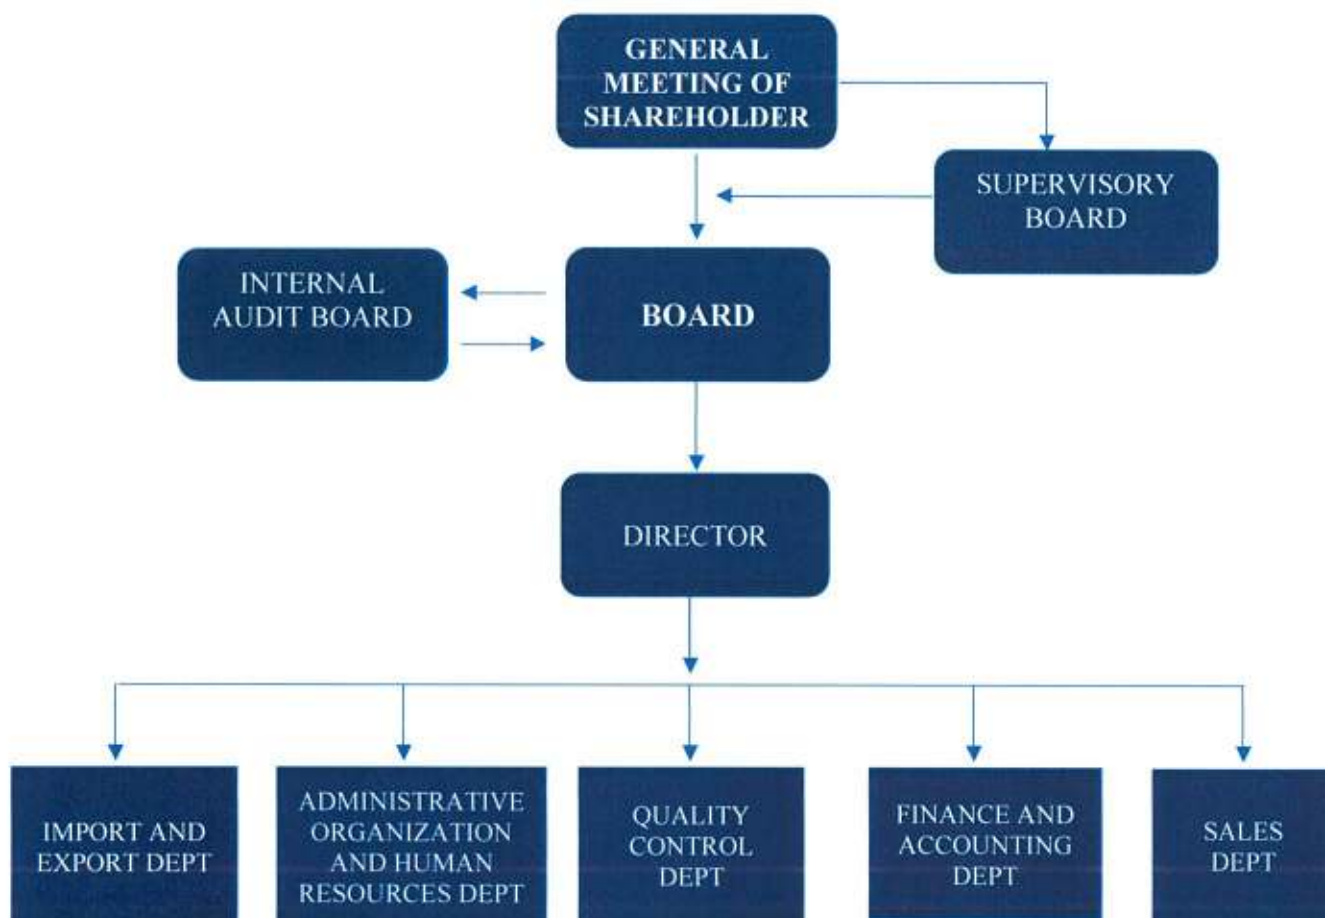 GENERAL
MEETING OF
SHAREHOLDER
SUPERVISORY
BOARD
INTERNAL
AUDIT BOARD
BOARD
DIRECTOR
IMPORT AND
EXPORT DEPT
ADMINISTRATIVE
ORGANIZATION
AND HUMAN
RESOURCES DEPT
QUALITY
CONTROL
DEPT
FINANCE AND
ACCOUNTING
DEPT
SALES
DEPT